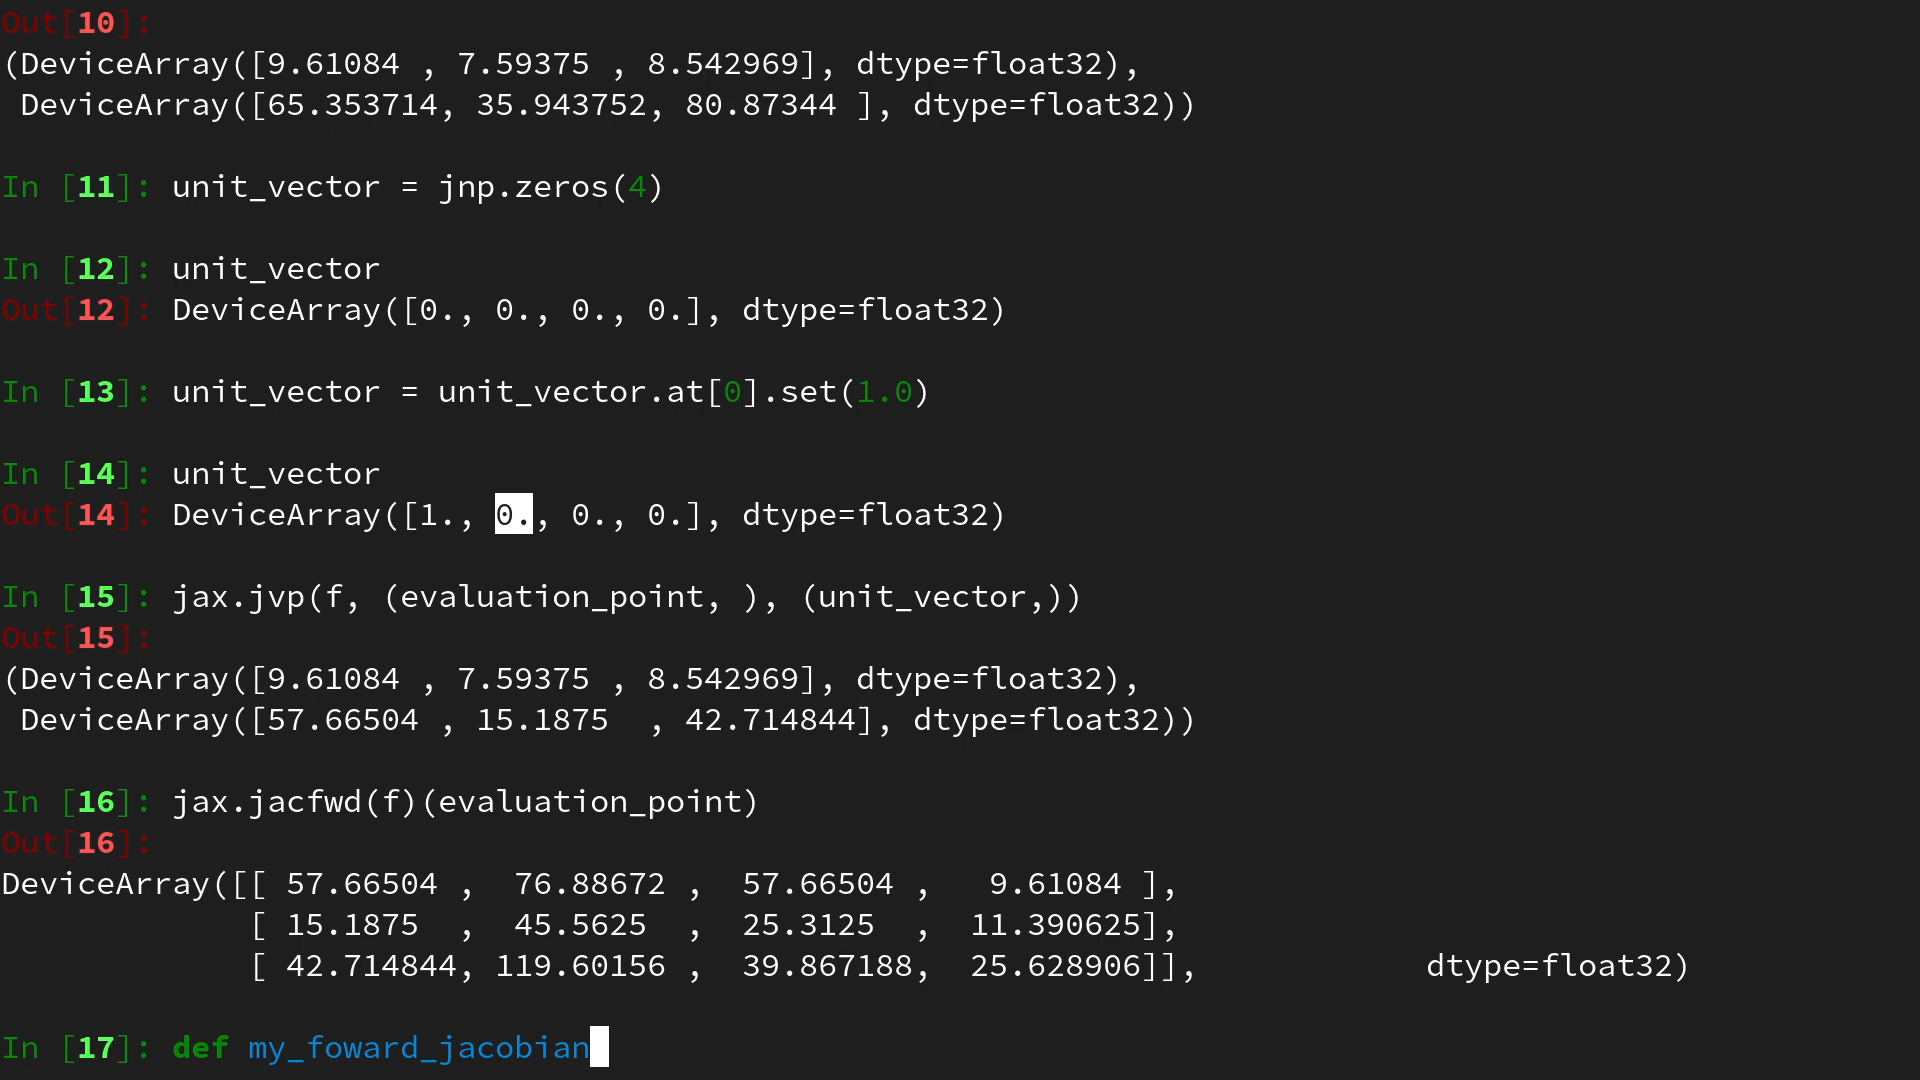 Out[10]:
(DeviceArray([9.61084 , 7.59375 , 8.542969], dtype=float32),
 DeviceArray([65.353714, 35.943752, 80.87344 ], dtype=float32))
In [11]: unit_vector = jnp.zeros(4)
In [12]: unit_vector
Out[12]: DeviceArray([0., 0., 0., 0.], dtype=float32)
In [13]: unit_vector = unit_vector.at[0].set(1.0)
In [14]: unit_vector
Out[14]: DeviceArray([1., 0., 0., 0.], dtype=float32)
In [15]: jax.jvp(f, (evaluation_point, ), (unit_vector,))
Out[15]:
(DeviceArray([9.61084 , 7.59375 , 8.542969], dtype=float32),
 DeviceArray([57.66504 , 15.1875  , 42.714844], dtype=float32))
In [16]: jax.jacfwd(f)(evaluation_point)
Out[16]:
DeviceArray([[ 57.66504 ,  76.88672 ,  57.66504 ,   9.61084 ],
             [ 15.1875  ,  45.5625  ,  25.3125  ,  11.390625],
             [ 42.714844, 119.60156 ,  39.867188,  25.628906]],            dtype=float32)
In [17]: def my_foward_jacobian